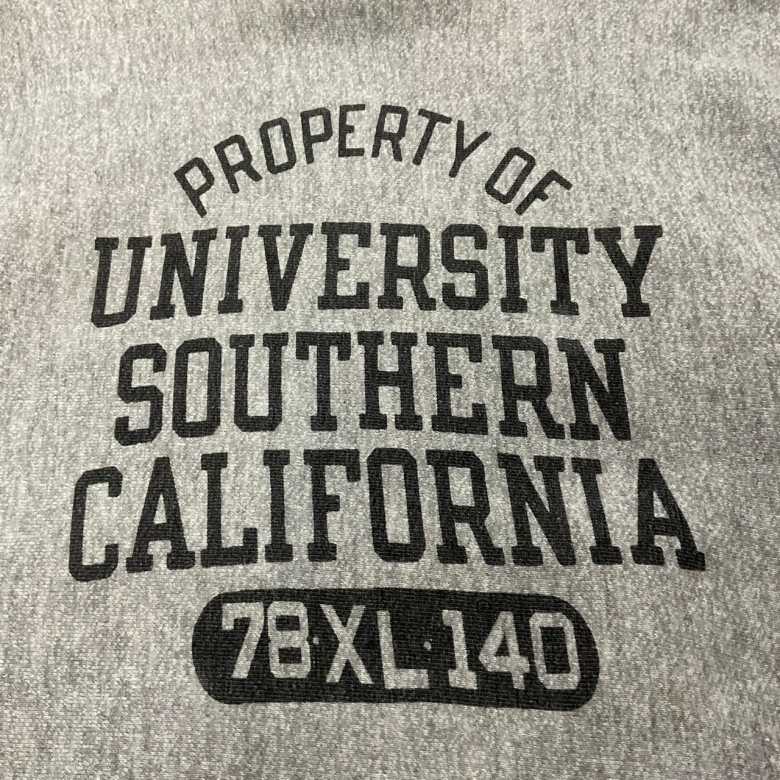 PROPERTY OF
UNIVERSITY
SOUTHERN
CALIFORNIA
78·XL·140